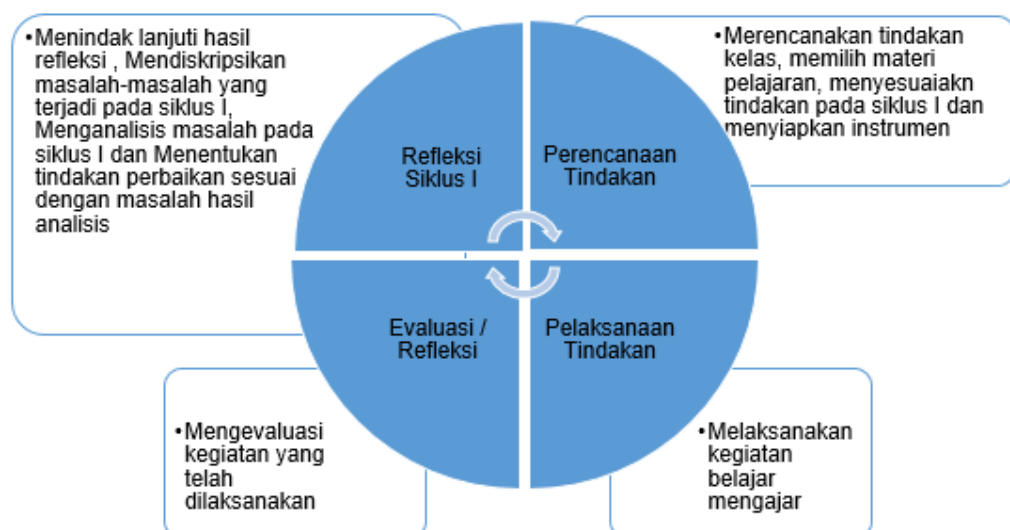 •Menindak lanjuti hasil
refleksi , Mendiskripsikan
masalah-masalah yang
terjadi pada siklus I,
Menganalisis masalah pada
siklus I dan Menentukan
tindakan perbaikan sesuai
dengan masalah hasil
analisis
Refleksi
Siklus I
Perencanaan
Tindakan
•Merencanakan tindakan
kelas, memilih materi
pelajaran, menyesuaiakn
tindakan pada siklus I dan
menyiapkan instrumen
Evaluasi /
Refleksi
Pelaksanaan
Tindakan
•Mengevaluasi
kegiatan yang
telah
dilaksanakan
•Melaksanakan
kegiatan
belajar
mengajar